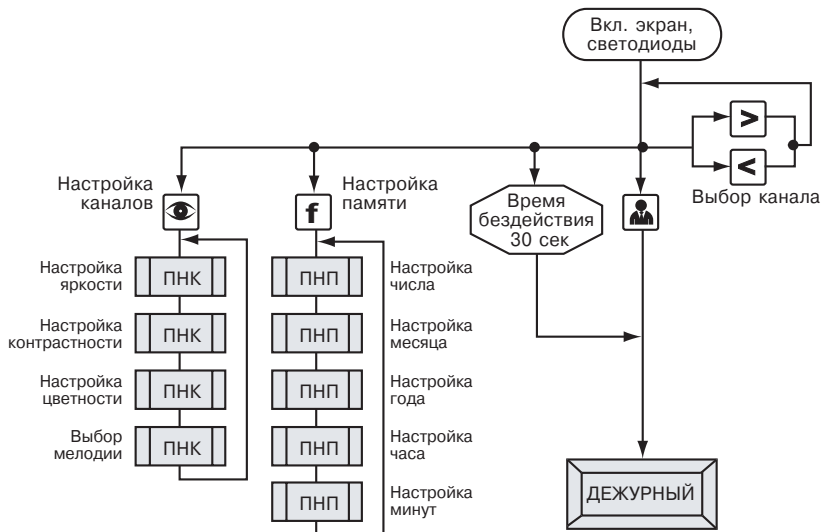 Вкл. экран,
светодиоды
>
<
Выбор канала
Настройка
каналов
f
Настройка
памяти
Время
бездействия
30 сек
Настройка
яркости
ПНК
Настройка
контрастности
ПНК
Настройка
цветности
ПНК
Выбор
мелодии
ПНК
ПНП
Настройка
числа
ПНП
Настройка
месяца
ПНП
Настройка
года
ПНП
Настройка
часа
ПНП
Настройка
минут
ДЕЖУРНЫЙ